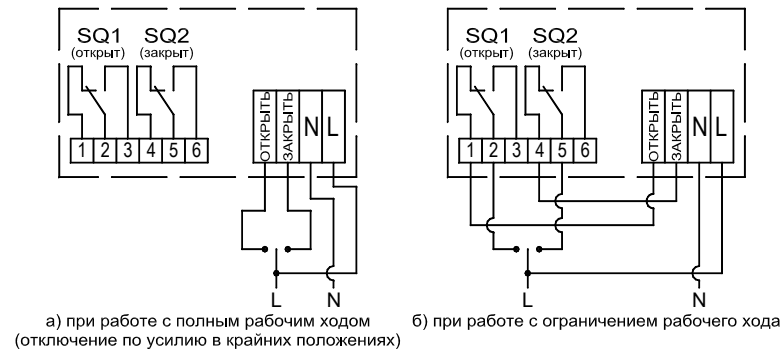 SQ1 SQ2
(открыт) (закрыт)
1 2 3 4 5 6
ОТКРЫТЬ ЗАКРЫТЬ N L
L N
а) при работе с полным рабочим ходом
(отключение по усилию в крайних положениях)
SQ1 SQ2
(открыт) (закрыт)
1 2 3 4 5 6
ОТКРЫТЬ ЗАКРЫТЬ N L
L N
б) при работе с ограничением рабочего хода